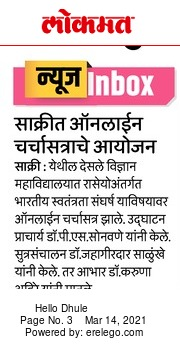 लोकमत
न्यूज Inbox
साक्रीत ऑनलाईन
चर्चासत्राचे आयोजन
साक्री : येथील देसले विज्ञान
महाविद्यालयात रासेयोअंतर्गत
भारतीय स्वतंत्रता संघर्ष याविषयावर
ऑनलाईन चर्चासत्र झाले. उद्घाटन
प्राचार्य डॉ.पी.एस.सोनवणे यांनी केले.
सुत्रसंचालन डॉ.जहागीरदार साळुंखे
यांनी केले. तर आभार डॉ.करुणा
यांनी मानले
Hello Dhule
Page No. 3 Mar 14, 2021
Powered by: erelego.com